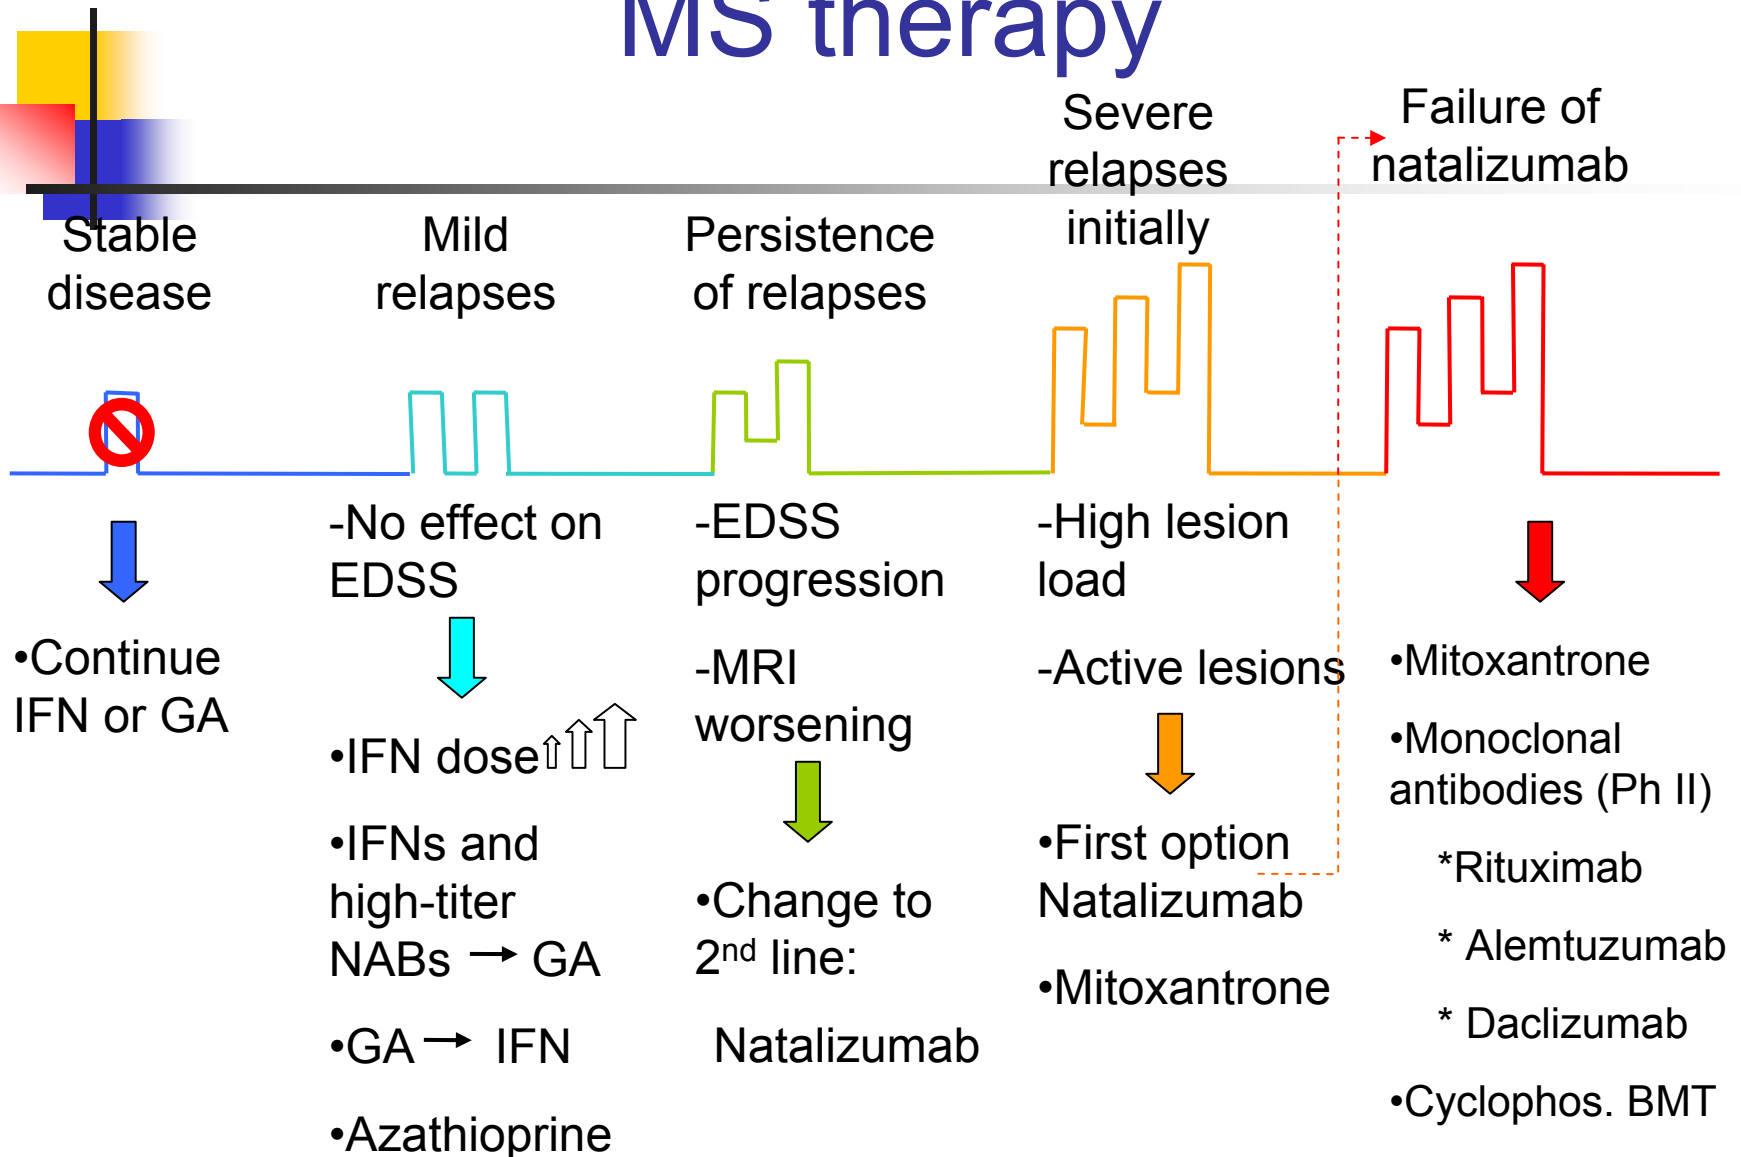 MS therapy
Stable
disease
•Continue
IFN or GA
Mild
relapses
-No effect on
EDSS
•IFN dose
•IFNs and
high-titer
NABs → GA
•GA → IFN
•Azathioprine
Persistence
of relapses
-EDSS
progression
-MRI
worsening
•Change to
2nd line:
Natalizumab
Severe
relapses
initially
-High lesion
load
-Active lesions
•First option
Natalizumab
•Mitoxantrone
Failure of
natalizumab
•Mitoxantrone
•Monoclonal
antibodies (Ph II)
*Rituximab
* Alemtuzumab
* Daclizumab
•Cyclophos. BMT